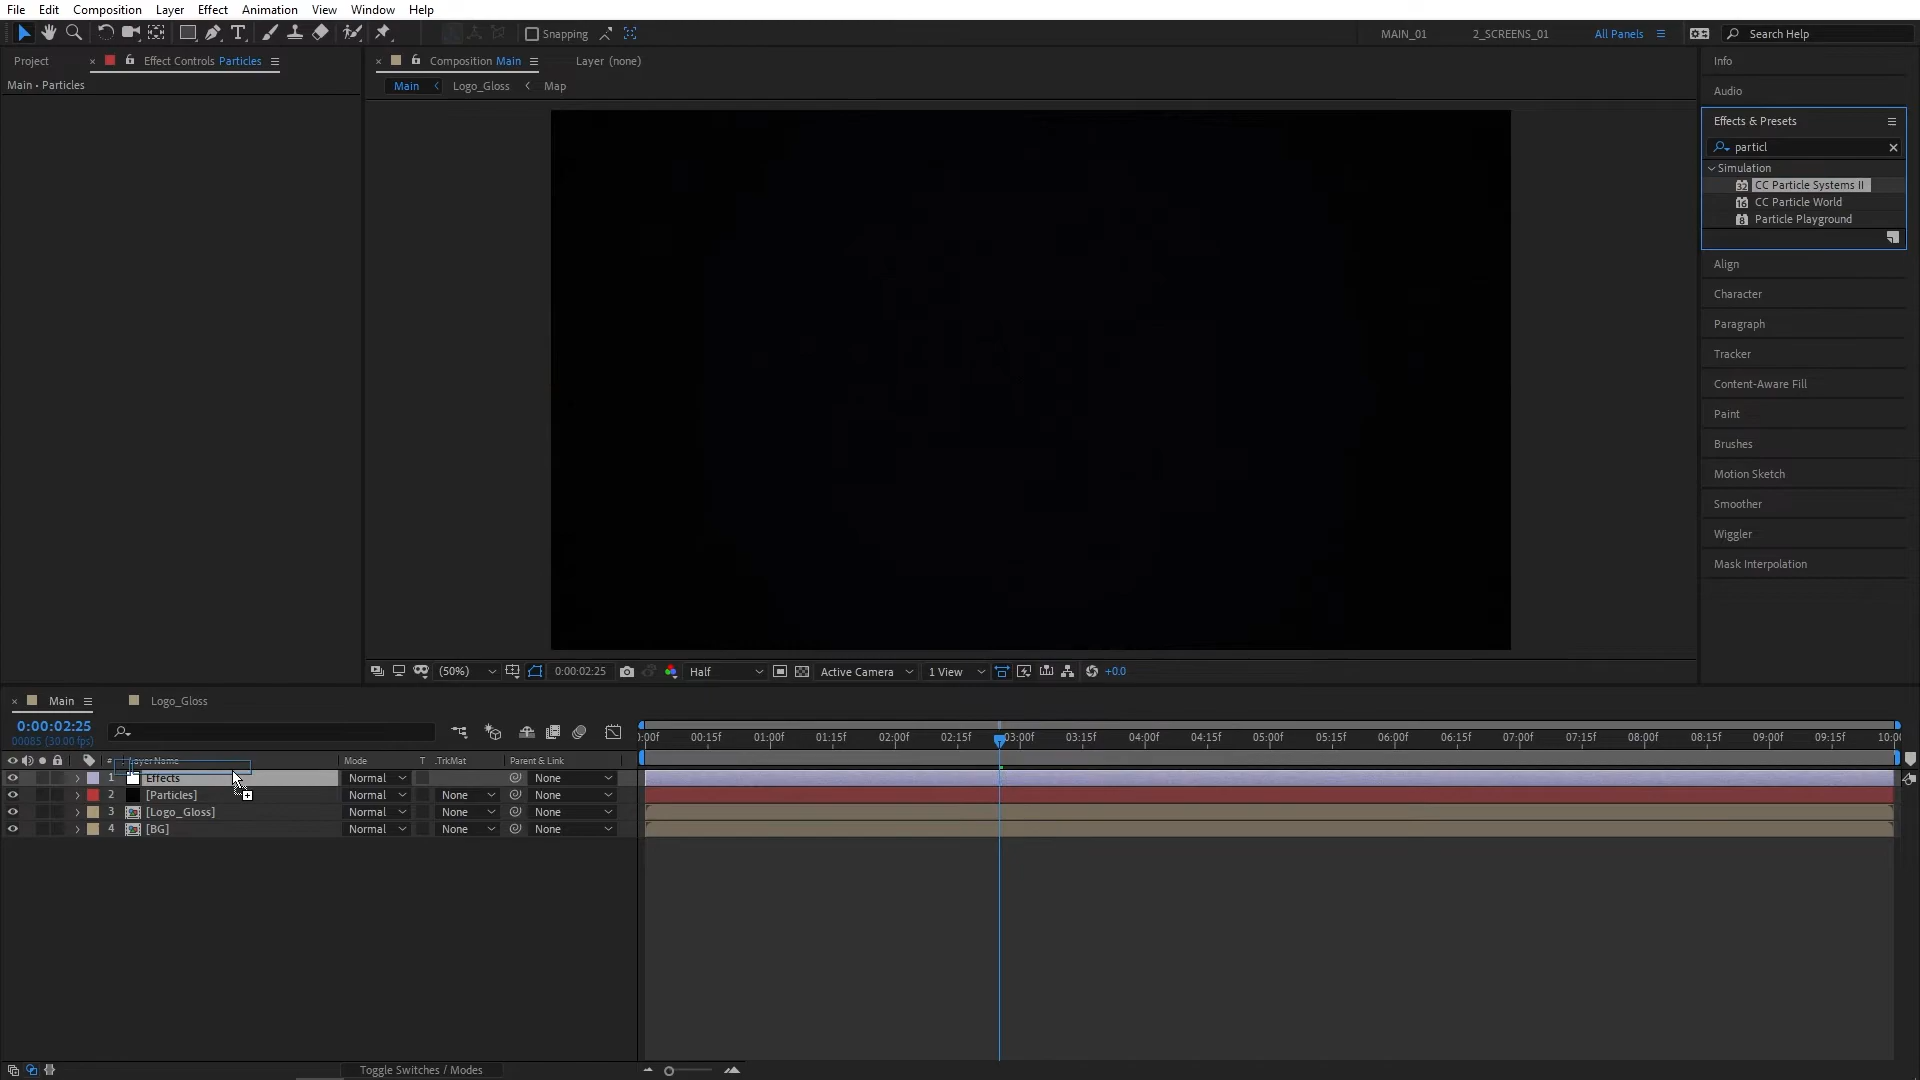 File Edit Composition Layer Effect Animation View Window Help
Snapping MAIN_01 2_SCREENS_01 All Panels Search Help
Project Effect Controls Particles
Main • Particles
Composition Main Layer (none)
Main Logo_Gloss Map
Info
Audio
Effects & Presets
particl
Simulation
CC Particle Systems II
CC Particle World
Particle Playground
Align
Character
Paragraph
Tracker
Content-Aware Fill
Paint
Brushes
Motion Sketch
Smoother
Wiggler
Mask Interpolation
(50%) 0:00:02:25 Half Active Camera 1 View +0.0
Main Logo_Gloss
0:00:02:25
00085 (30.00 fps)
:00f 00:15f 01:00f 01:15f 02:00f 02:15f 03:00f 03:15f 04:00f 04:15f 05:00f 05:15f 06:00f 06:15f 07:00f 07:15f 08:00f 08:15f 09:00f 09:15f 10:00
# Layer Name Mode T .TrkMat Parent & Link
1 Effects Normal None
2 [Particles] Normal None None
3 [Logo_Gloss] Normal None None
4 [BG] Normal None None
Toggle Switches / Modes